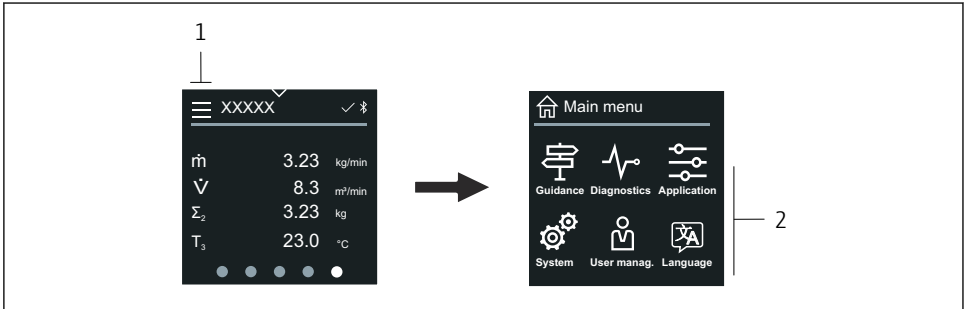 1
XXXXX
ṁ 3.23 kg/min
V̇ 8.3 m³/min
Σ₂ 3.23 kg
T₃ 23.0 °C
Main menu
Guidance Diagnostics Application
System User manag. Language
2